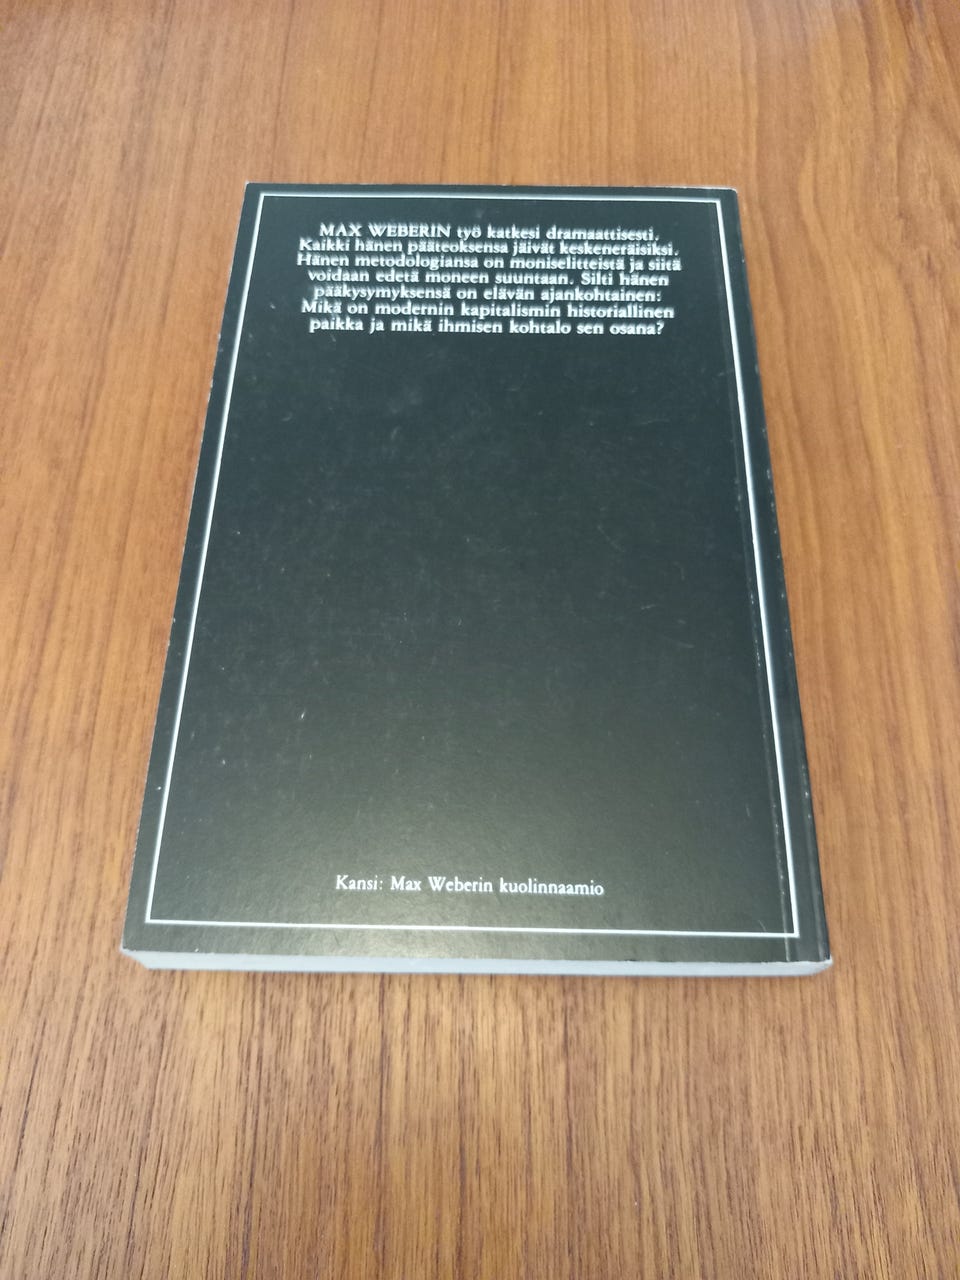 MAX WEBERIN työ katkesi dramaattisesti.
Kaikki hänen pääteoksensa jäivät keskeneräisiksi.
Hänen metodologiansa on moniselitteistä ja siitä
voidaan edetä moneen suuntaan. Silti hänen
pääkysymyksensä on elävän ajankohtainen:
Mikä on modernin kapitalismin historiallinen
paikka ja mikä ihmisen kohtalo sen osana?
Kansi: Max Weberin kuolinnaamio